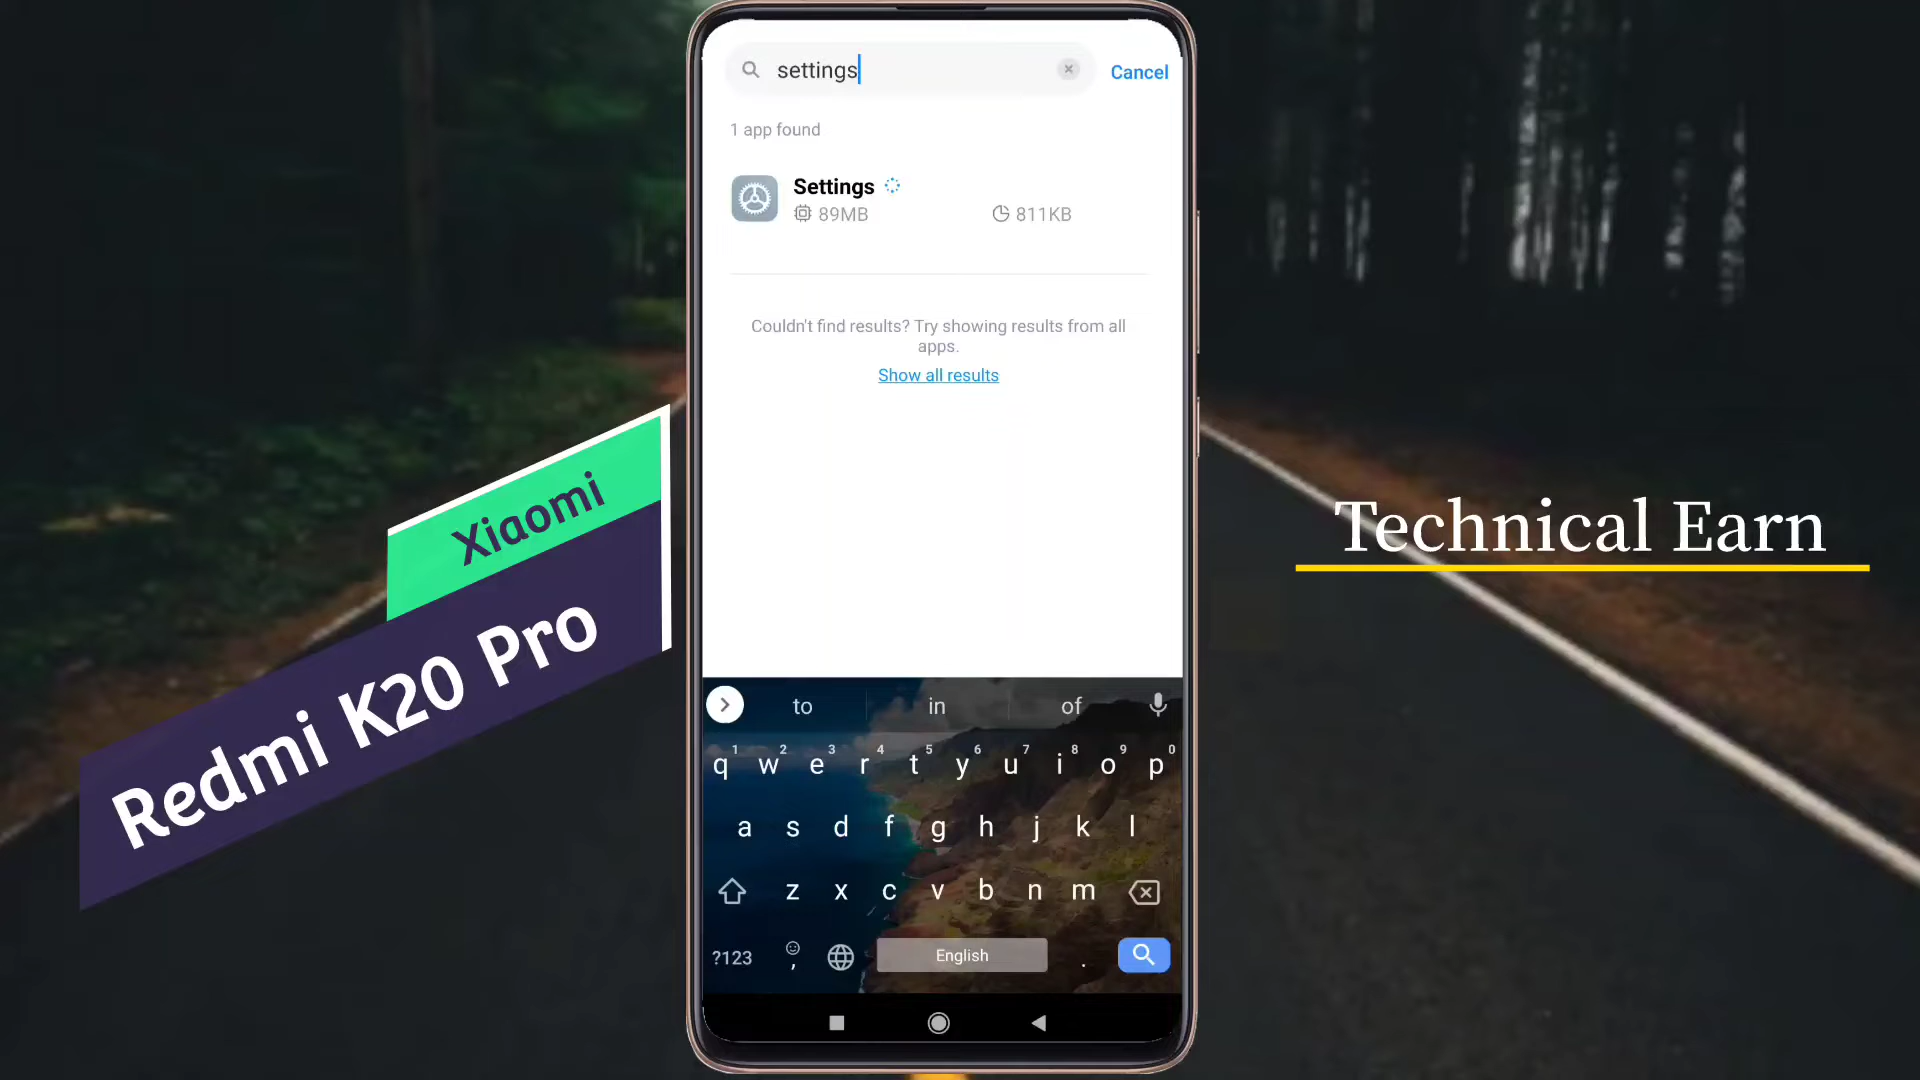 settings
Cancel
1 app found
Settings
89MB
811KB
Couldn't find results? Try showing results from all
apps.
Show all results
Xiaomi
Redmi K20 Pro
Technical Earn
to in of
1 2 3 4 5 6 7 8 9 0
q w e r t y u i o p
a s d f g h j k l
z x c v b n m
?123 , English .